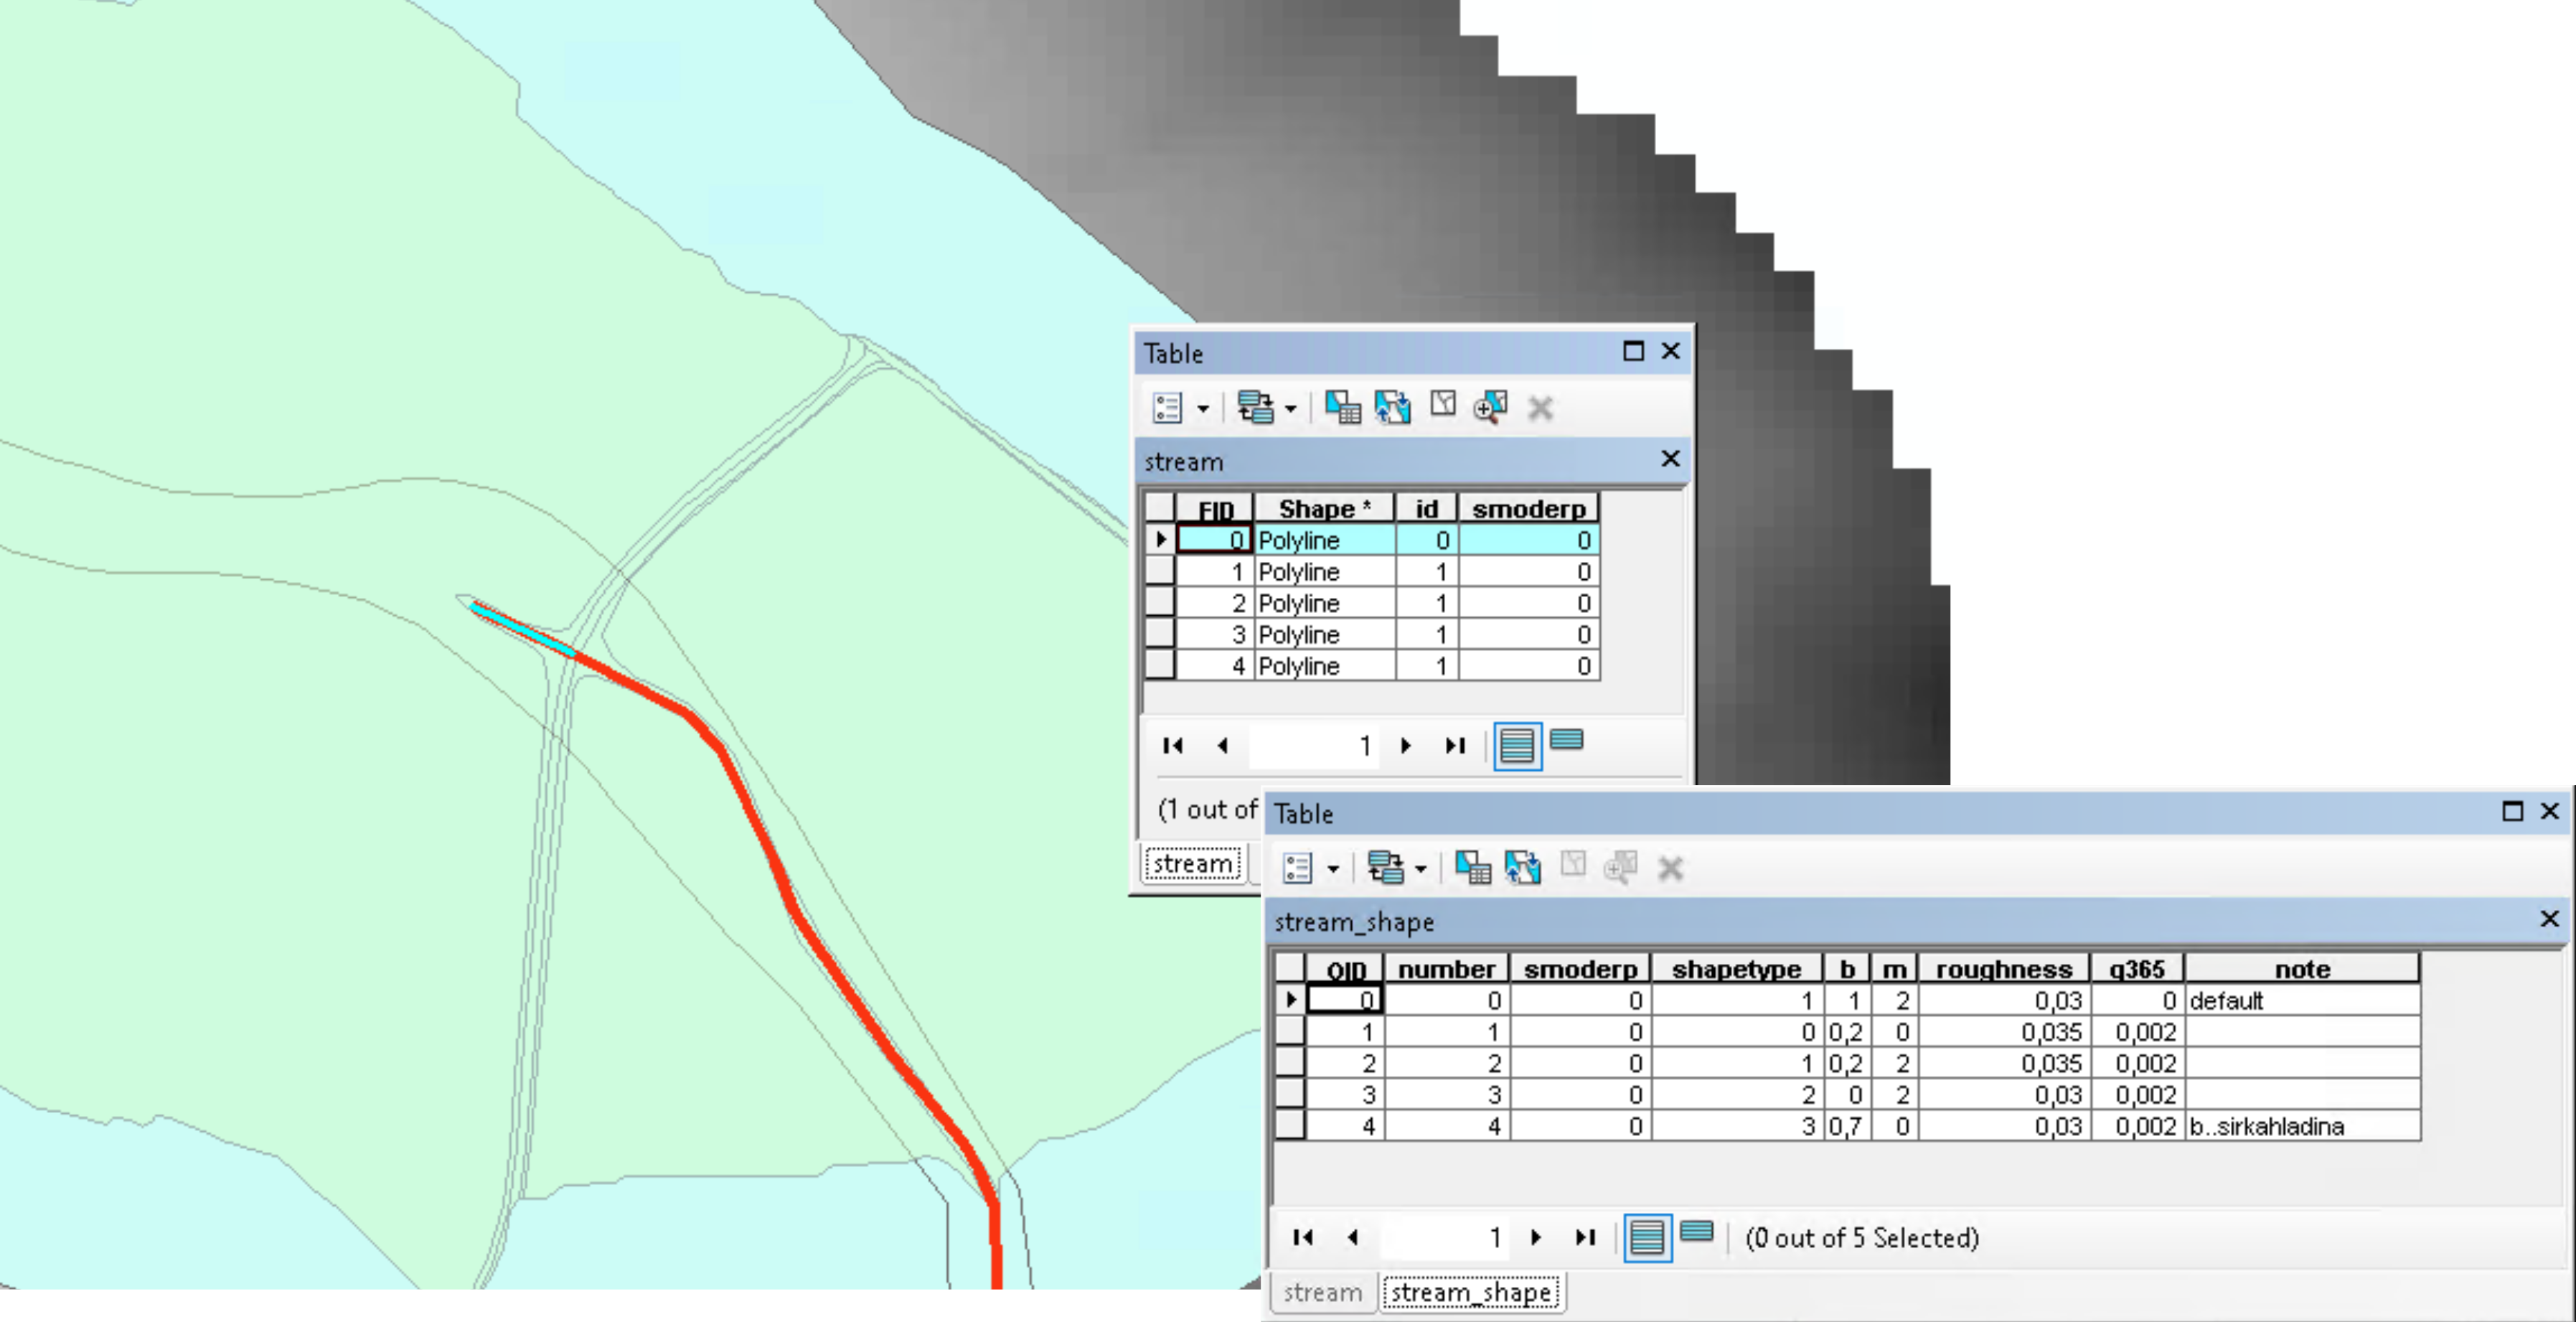 Table
stream
FID Shape * id smoderp
0 Polyline 0 0
1 Polyline 1 0
2 Polyline 1 0
3 Polyline 1 0
4 Polyline 1 0
1
(1 out of
stream
Table
stream_shape
OID number smoderp shapetype b m roughness q365 note
0 0 0 1 1 2 0,03 0 default
1 1 0 0 0,2 0 0,035 0,002
2 2 0 1 0,2 2 0,035 0,002
3 3 0 2 0 2 0,03 0,002
4 4 0 3 0,7 0 0,03 0,002 b..sirkahladina
1 (0 out of 5 Selected)
stream stream_shape